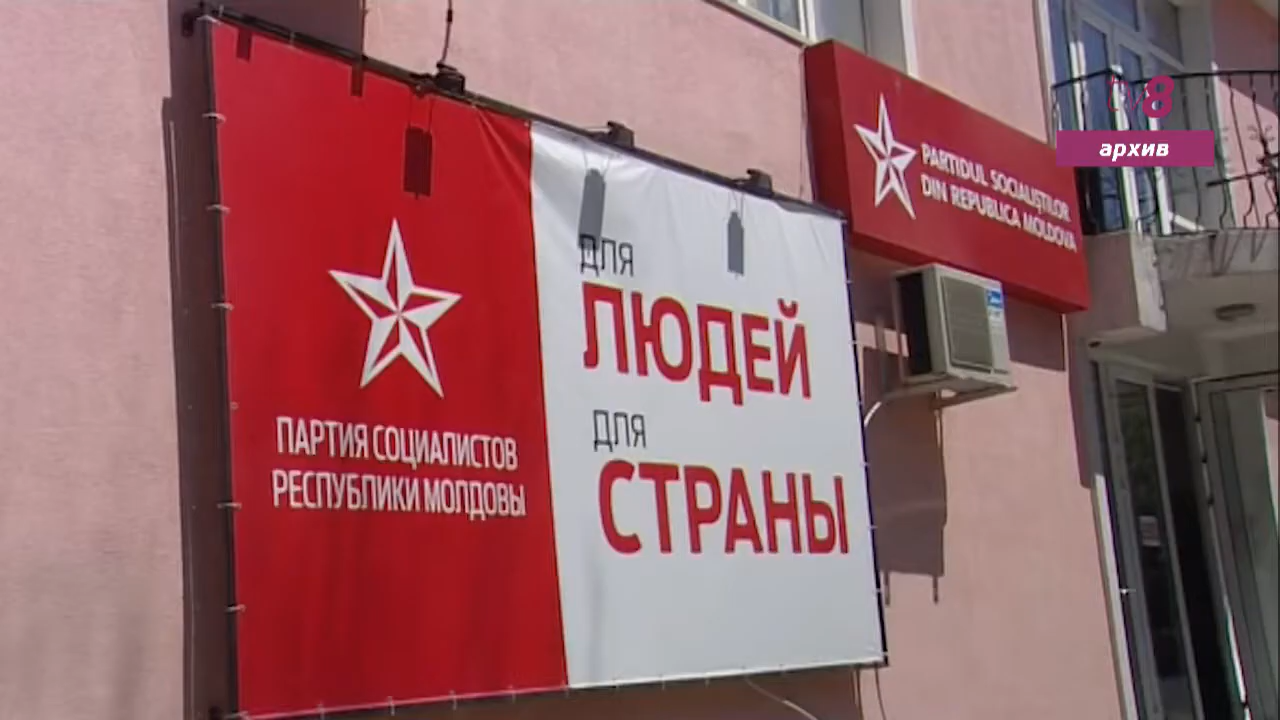 ПАРТИЯ СОЦИАЛИСТОВ
РЕСПУБЛИКИ МОЛДОВЫ
для
ЛЮДЕЙ
для
СТРАНЫ
PARTIDUL SOCIALIȘTILOR
DIN REPUBLICA MOLDOVA
tv8
архив